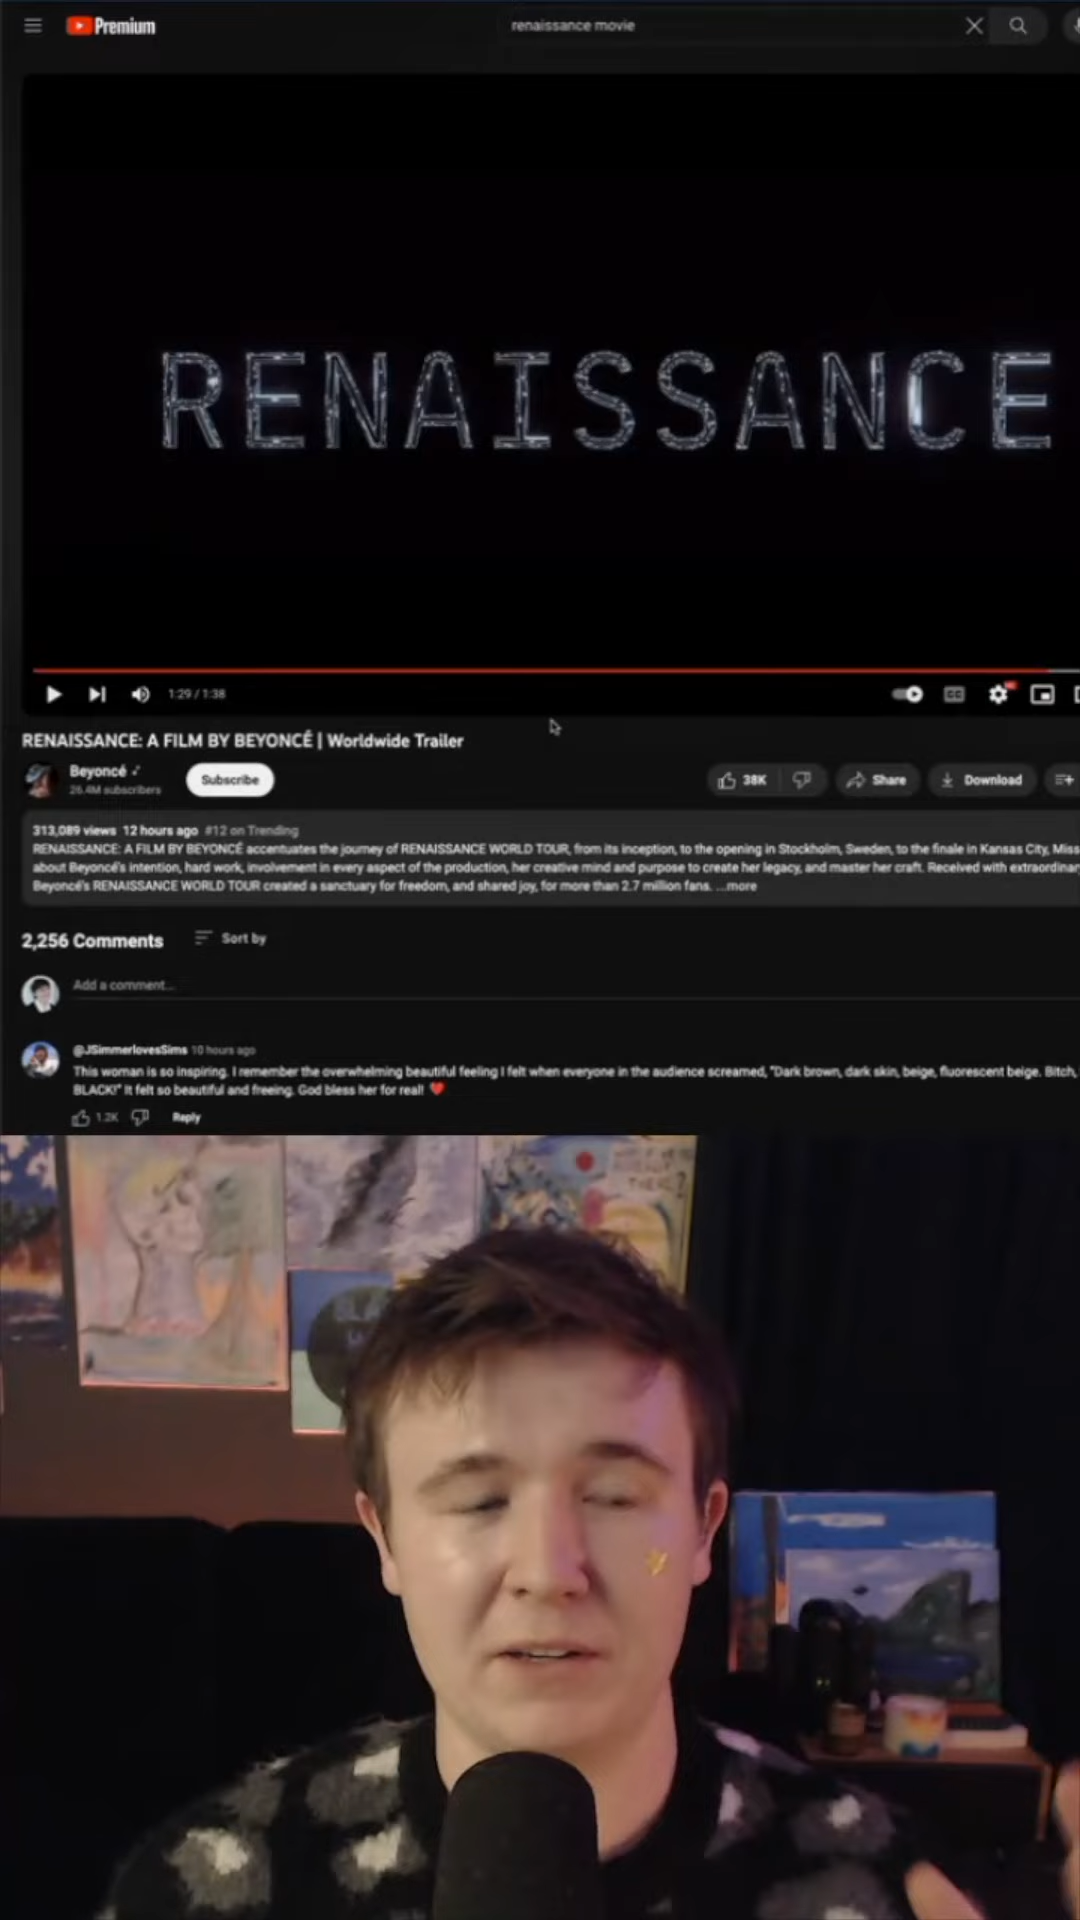 Premium
renaissance movie
RENAISSANCE
1:29 / 1:38
RENAISSANCE: A FILM BY BEYONCÉ | Worldwide Trailer
Beyoncé
26.4M subscribers
Subscribe
38K
Share
Download
313,089 views 12 hours ago #12 on Trending
RENAISSANCE: A FILM BY BEYONCÉ accentuates the journey of RENAISSANCE WORLD TOUR, from its inception, to the opening in Stockholm, Sweden, to the finale in Kansas City, Miss
about Beyoncé's intention, hard work, involvement in every aspect of the production, her creative mind and purpose to create her legacy, and master her craft. Received with extraordinar
Beyoncé's RENAISSANCE WORLD TOUR created a sanctuary for freedom, and shared joy, for more than 2.7 million fans. ...more
2,256 Comments
Sort by
Add a comment...
@JSimmerlovesSims 10 hours ago
This woman is so inspiring. I remember the overwhelming beautiful feeling I felt when everyone in the audience screamed, "Dark brown, dark skin, beige, fluorescent beige. Bitch,
BLACK!" It felt so beautiful and freeing. God bless her for real! ❤️
1.2K
Reply
THERE?